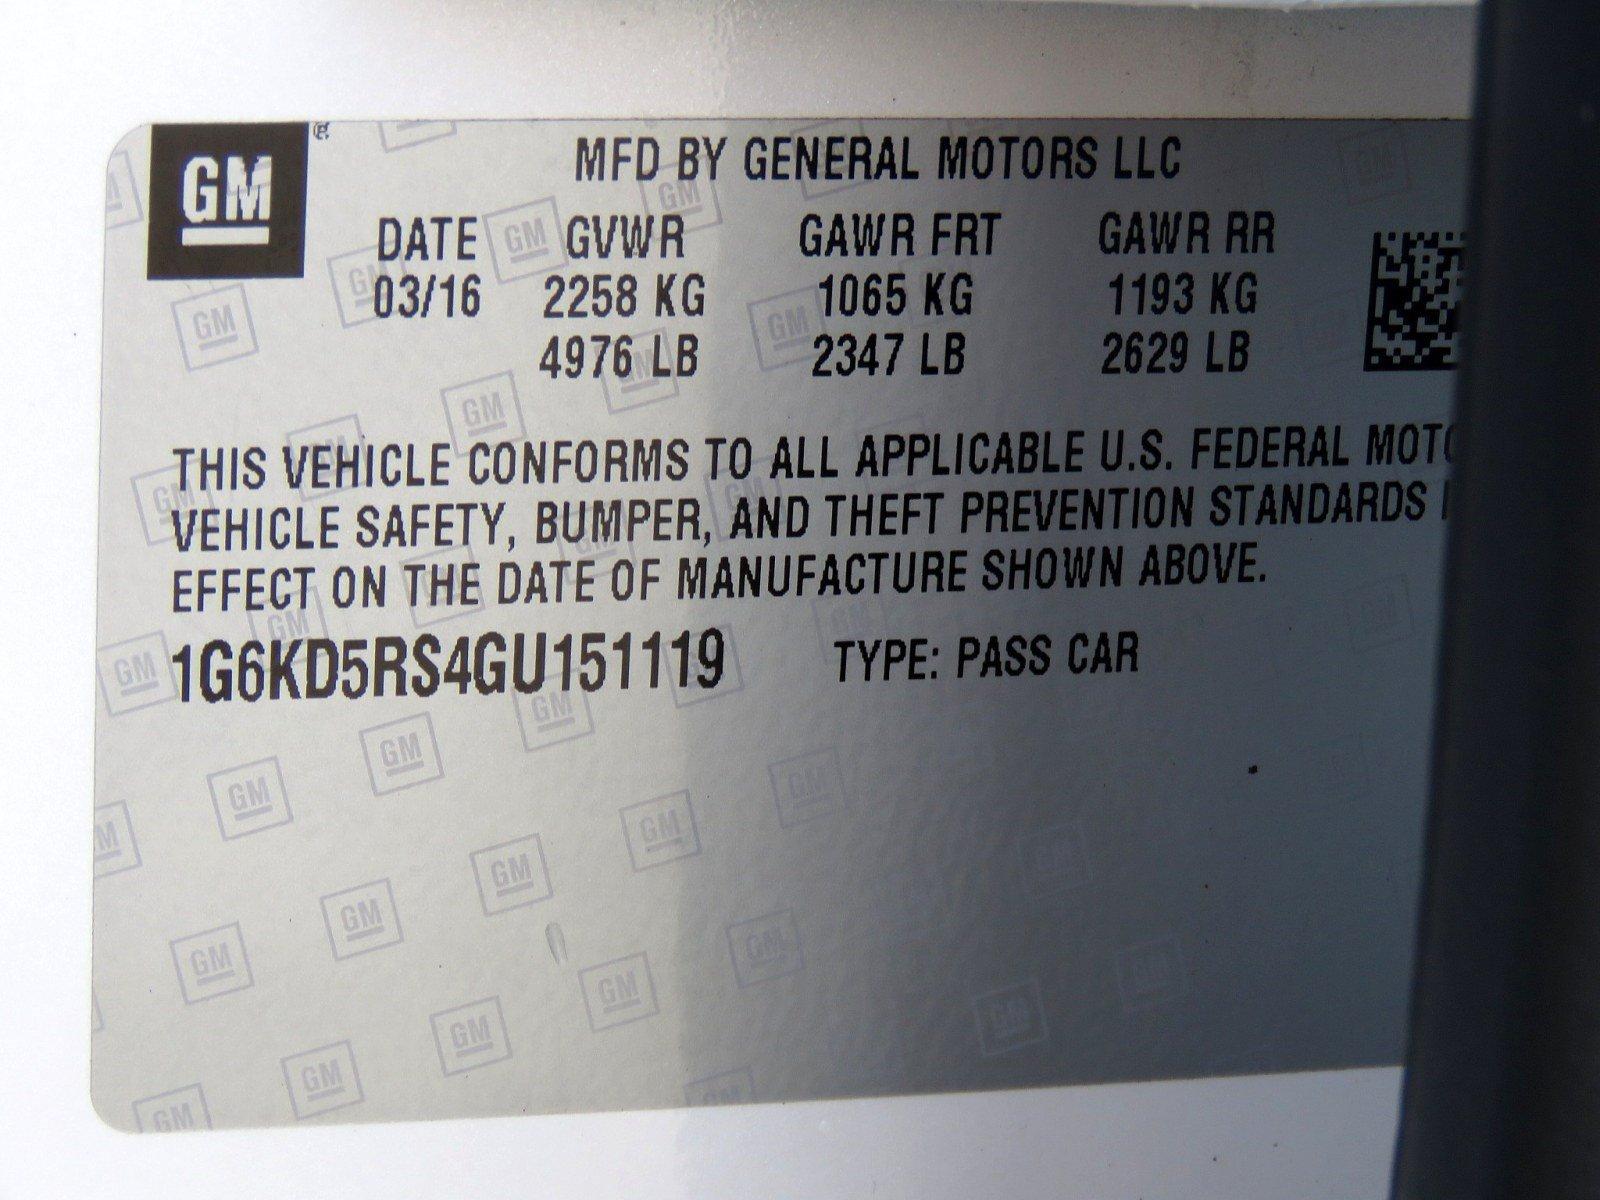 GM
MFD BY GENERAL MOTORS LLC
DATE GVWR GAWR FRT GAWR RR
03/16 2258 KG 1065 KG 1193 KG
4976 LB 2347 LB 2629 LB
THIS VEHICLE CONFORMS TO ALL APPLICABLE U.S. FEDERAL
VEHICLE SAFETY, BUMPER, AND THEFT PREVENTION STANDARDS
EFFECT ON THE DATE OF MANUFACTURE SHOWN ABOVE.
1G6KD5RS4GU151119 TYPE: PASS CAR